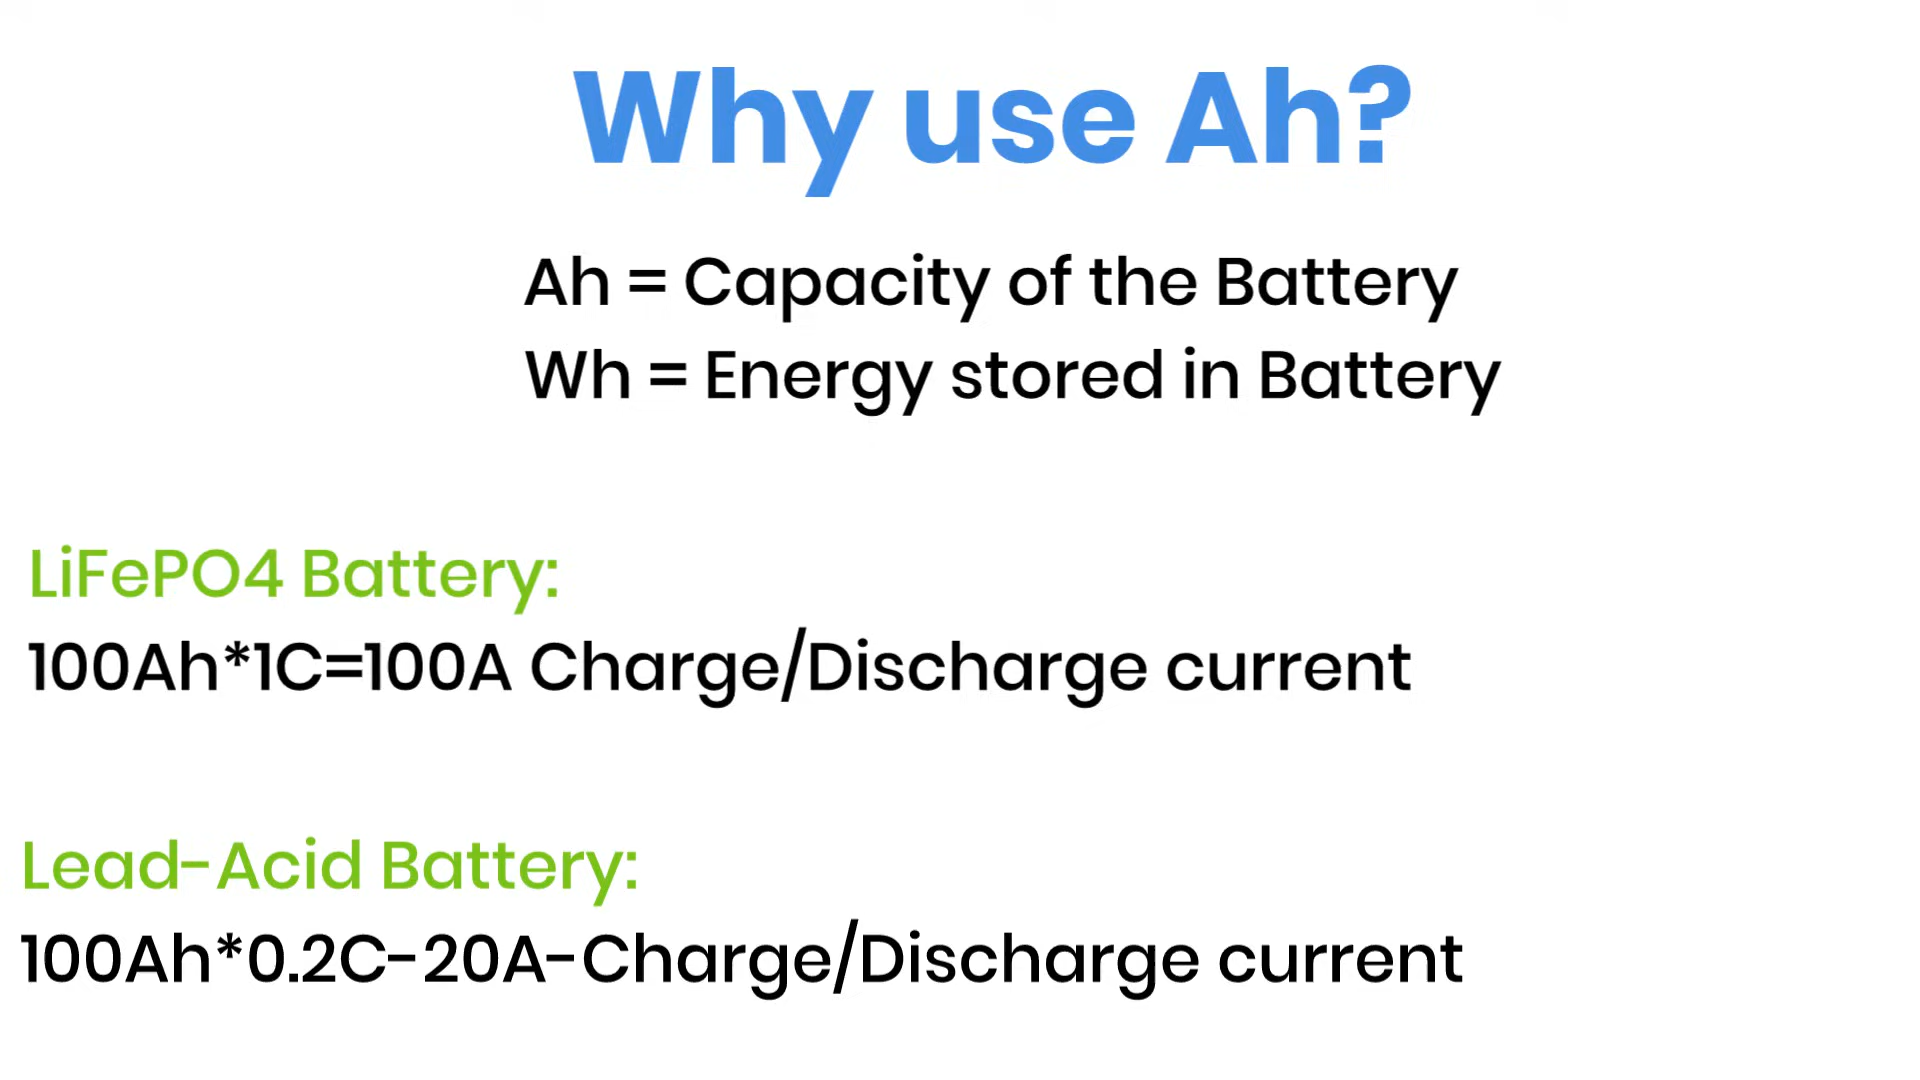 Why use Ah?
Ah = Capacity of the Battery
Wh = Energy stored in Battery
LiFePO4 Battery:
100Ah*1C=100A Charge/Discharge current
Lead-Acid Battery:
100Ah*0.2C-20A-Charge/Discharge current